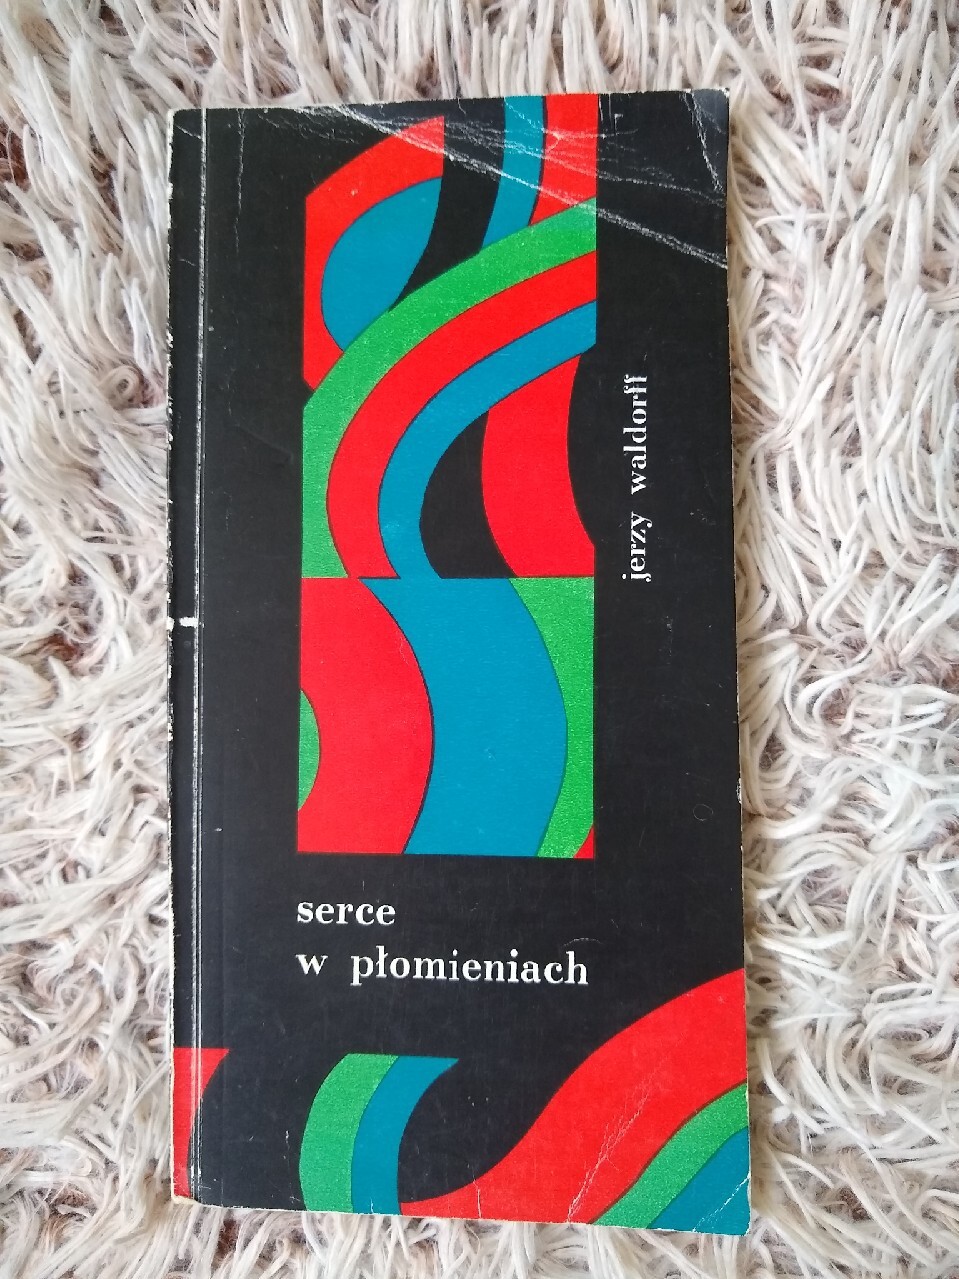 jerzy waldorff
serce
w płomieniach